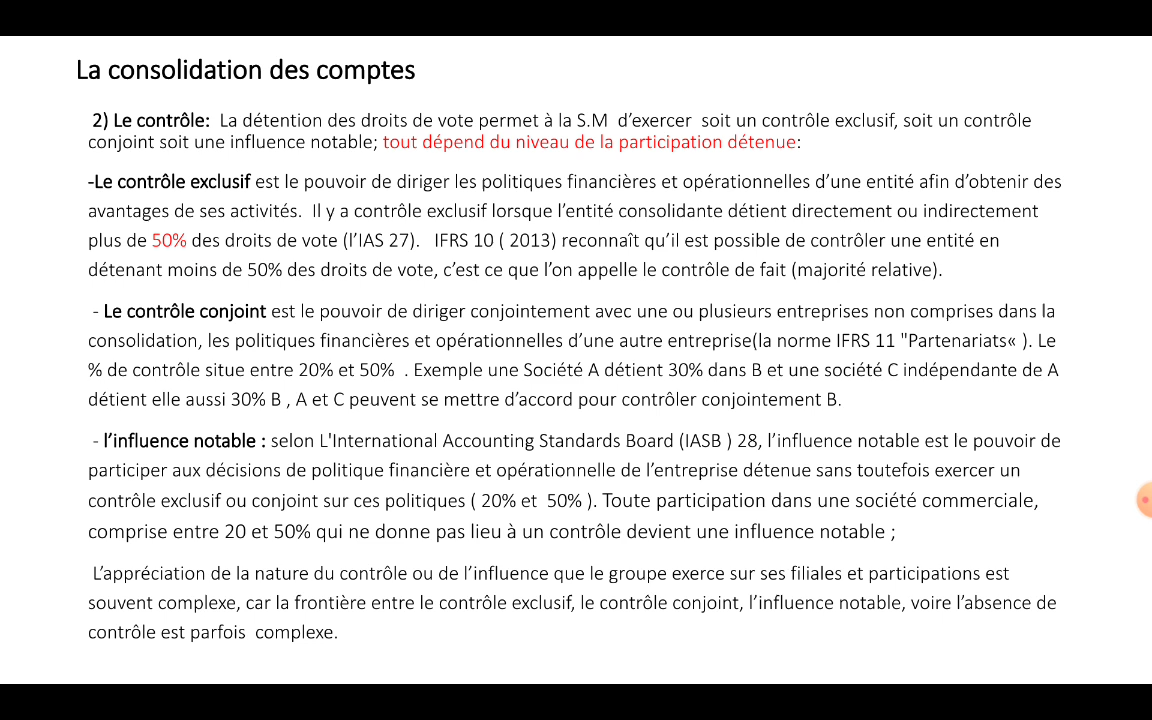 La consolidation des comptes
2) Le contrôle: La détention des droits de vote permet à la S.M d’exercer soit un contrôle exclusif, soit un contrôle
conjoint soit une influence notable; tout dépend du niveau de la participation détenue:
-Le contrôle exclusif est le pouvoir de diriger les politiques financières et opérationnelles d’une entité afin d’obtenir des
avantages de ses activités. Il y a contrôle exclusif lorsque l’entité consolidante détient directement ou indirectement
plus de 50% des droits de vote (l’IAS 27). IFRS 10 ( 2013) reconnaît qu’il est possible de contrôler une entité en
détenant moins de 50% des droits de vote, c’est ce que l’on appelle le contrôle de fait (majorité relative).
- Le contrôle conjoint est le pouvoir de diriger conjointement avec une ou plusieurs entreprises non comprises dans la
consolidation, les politiques financières et opérationnelles d’une autre entreprise(la norme IFRS 11 "Partenariats« ). Le
% de contrôle situe entre 20% et 50% . Exemple une Société A détient 30% dans B et une société C indépendante de A
détient elle aussi 30% B , A et C peuvent se mettre d’accord pour contrôler conjointement B.
- l’influence notable : selon L'International Accounting Standards Board (IASB ) 28, l’influence notable est le pouvoir de
participer aux décisions de politique financière et opérationnelle de l’entreprise détenue sans toutefois exercer un
contrôle exclusif ou conjoint sur ces politiques ( 20% et 50% ). Toute participation dans une société commerciale,
comprise entre 20 et 50% qui ne donne pas lieu à un contrôle devient une influence notable ;
L’appréciation de la nature du contrôle ou de l’influence que le groupe exerce sur ses filiales et participations est
souvent complexe, car la frontière entre le contrôle exclusif, le contrôle conjoint, l’influence notable, voire l’absence de
contrôle est parfois complexe.